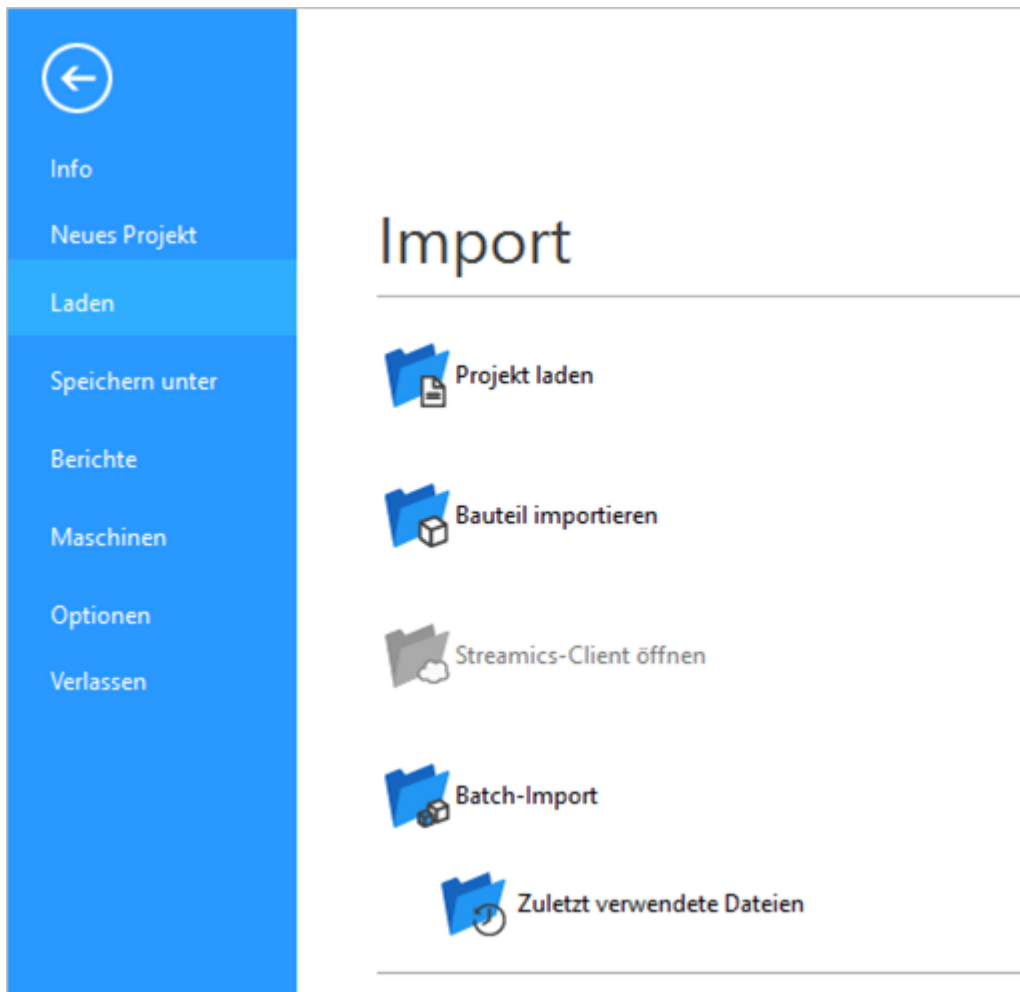 Info
Neues Projekt
Laden
Speichern unter
Berichte
Maschinen
Optionen
Verlassen
Import
Projekt laden
Bauteil importieren
Streamics-Client öffnen
Batch-Import
Zuletzt verwendete Dateien